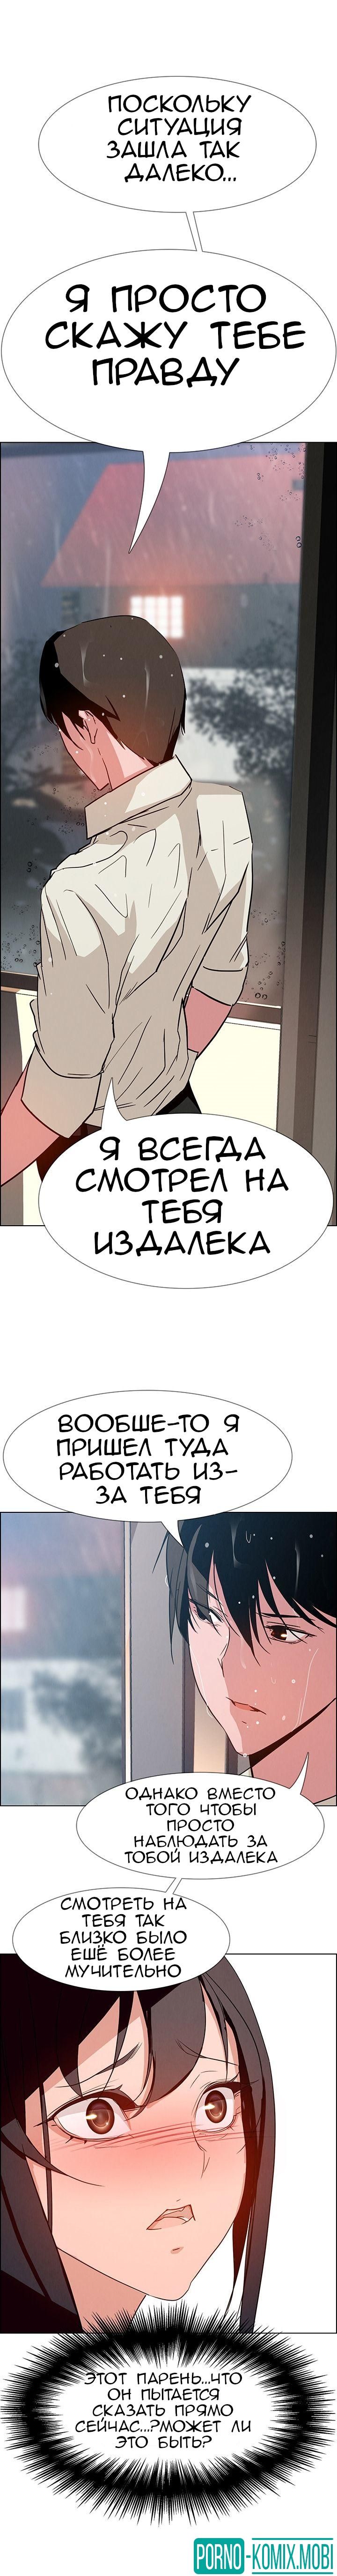 ПОСКОЛЬКУ
СИТУАЦИЯ
ЗАШЛА ТАК
ДАЛЕКО...
Я ПРОСТО
СКАЖУ ТЕБЕ
ПРАВДУ
Я ВСЕГДА
СМОТРЕЛ НА
ТЕБЯ
ИЗДАЛЕКА
ВООБШЕ-ТО Я
ПРИШЕЛ ТУДА
РАБОТАТЬ ИЗ-
ЗА ТЕБЯ
ОДНАКО ВМЕСТО
ТОГО ЧТОБЫ
ПРОСТО
НАБЛЮДАТЬ ЗА
ТОБОЙ ИЗДАЛЕКА
СМОТРЕТЬ НА
ТЕБЯ ТАК
БЛИЗКО БЫЛО
ЕШЁ БОЛЕЕ
МУЧИТЕЛЬНО
ЭТОТ ПАРЕНЬ...ЧТО
ОН ПЫТАЕТСЯ
СКАЗАТЬ ПРЯМО
СЕЙЧАС...?МОЖЕТ ЛИ
ЭТО БЫТЬ?
PORNO-KOMIX.MOBI